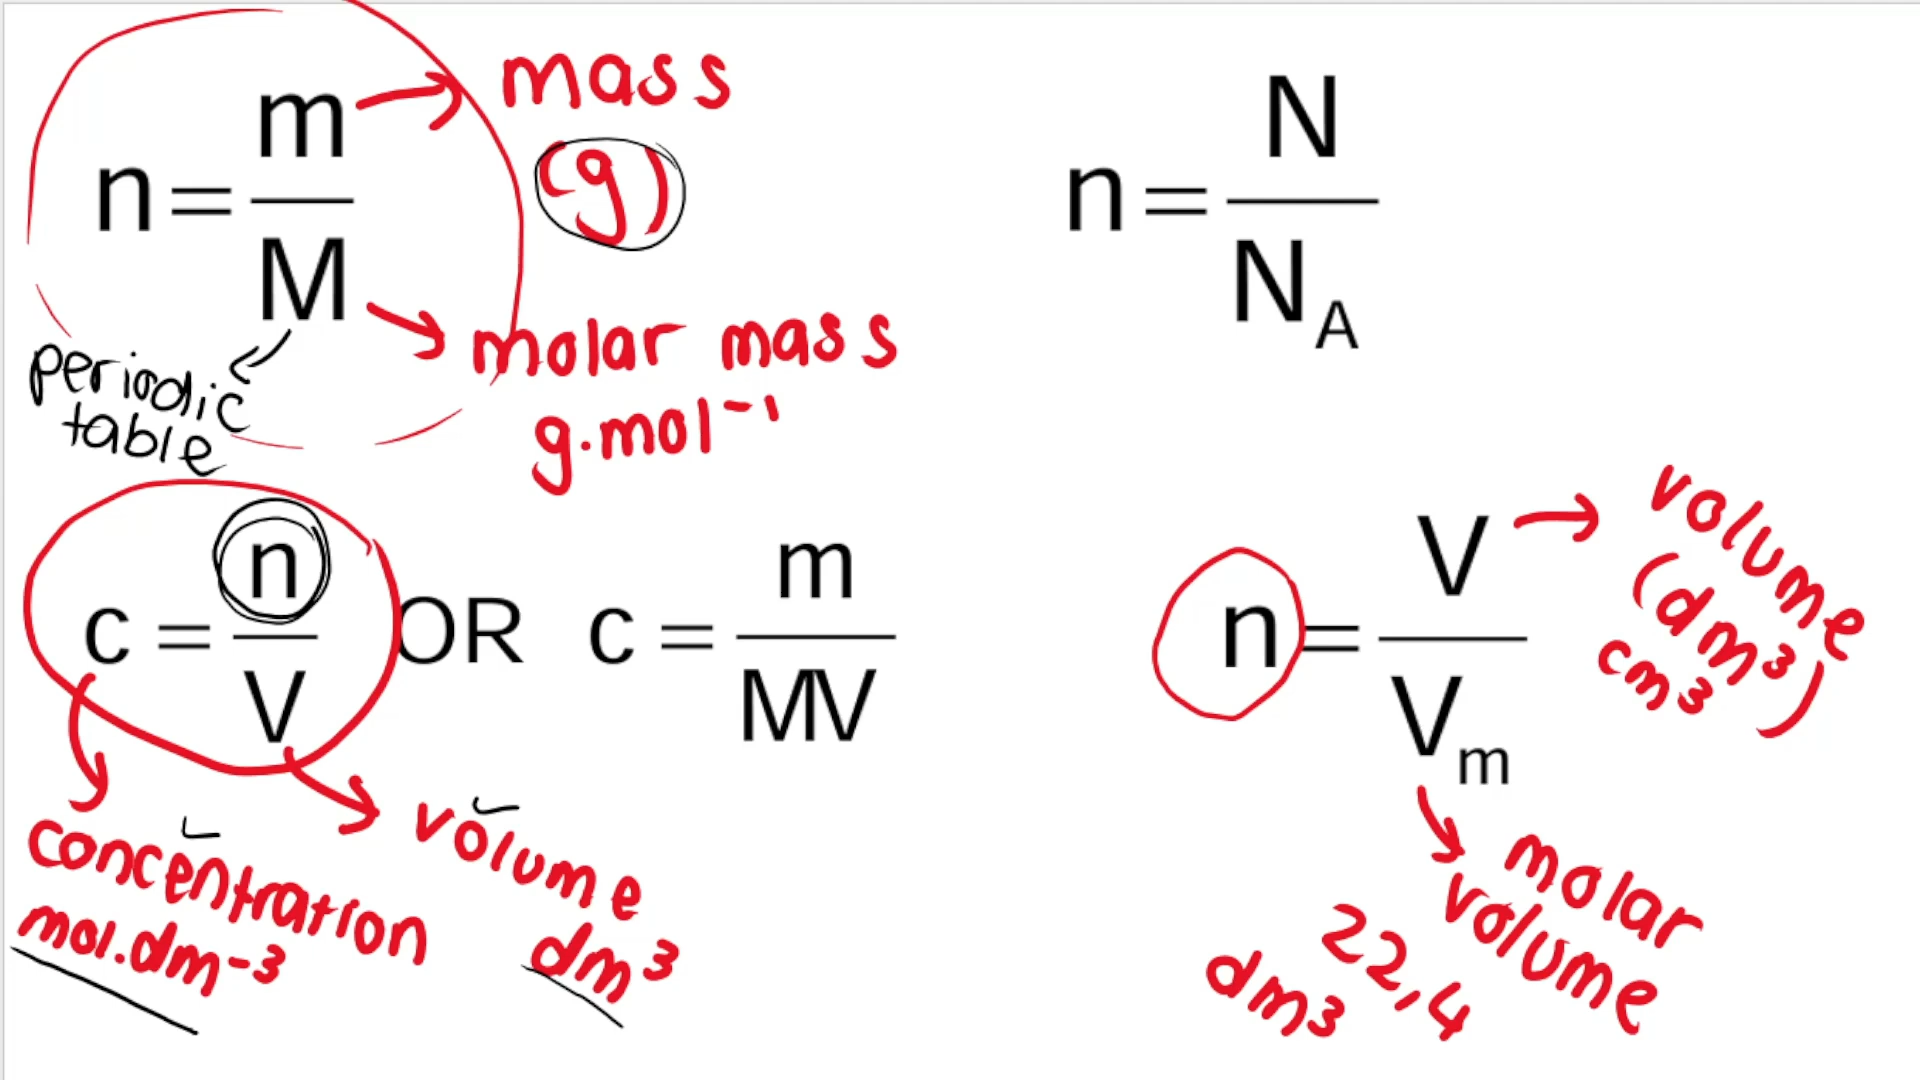 n = m / M
mass
(g)
molar mass
g.mol⁻¹
periodic
table
n = N / N_A
c = n / V OR c = m / MV
concentration
mol.dm⁻³
volume
dm³
n = V / V_m
volume
(dm³)
cm³
molar
volume
22,4
dm³